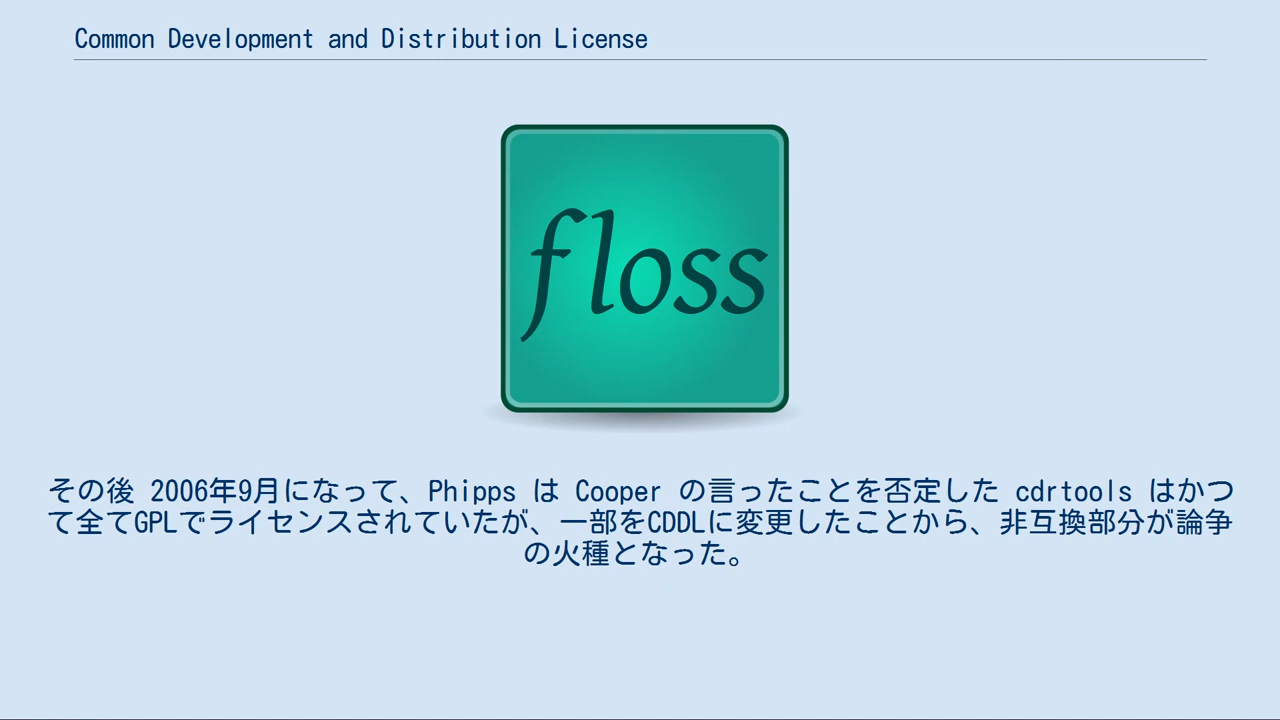 Common Development and Distribution License
floss
その後 2006年9月になって、Phipps は Cooper の言ったことを否定した cdrtools はかつ
て全てGPLでライセンスされていたが、一部をCDDLに変更したことから、非互換部分が論争
の火種となった。